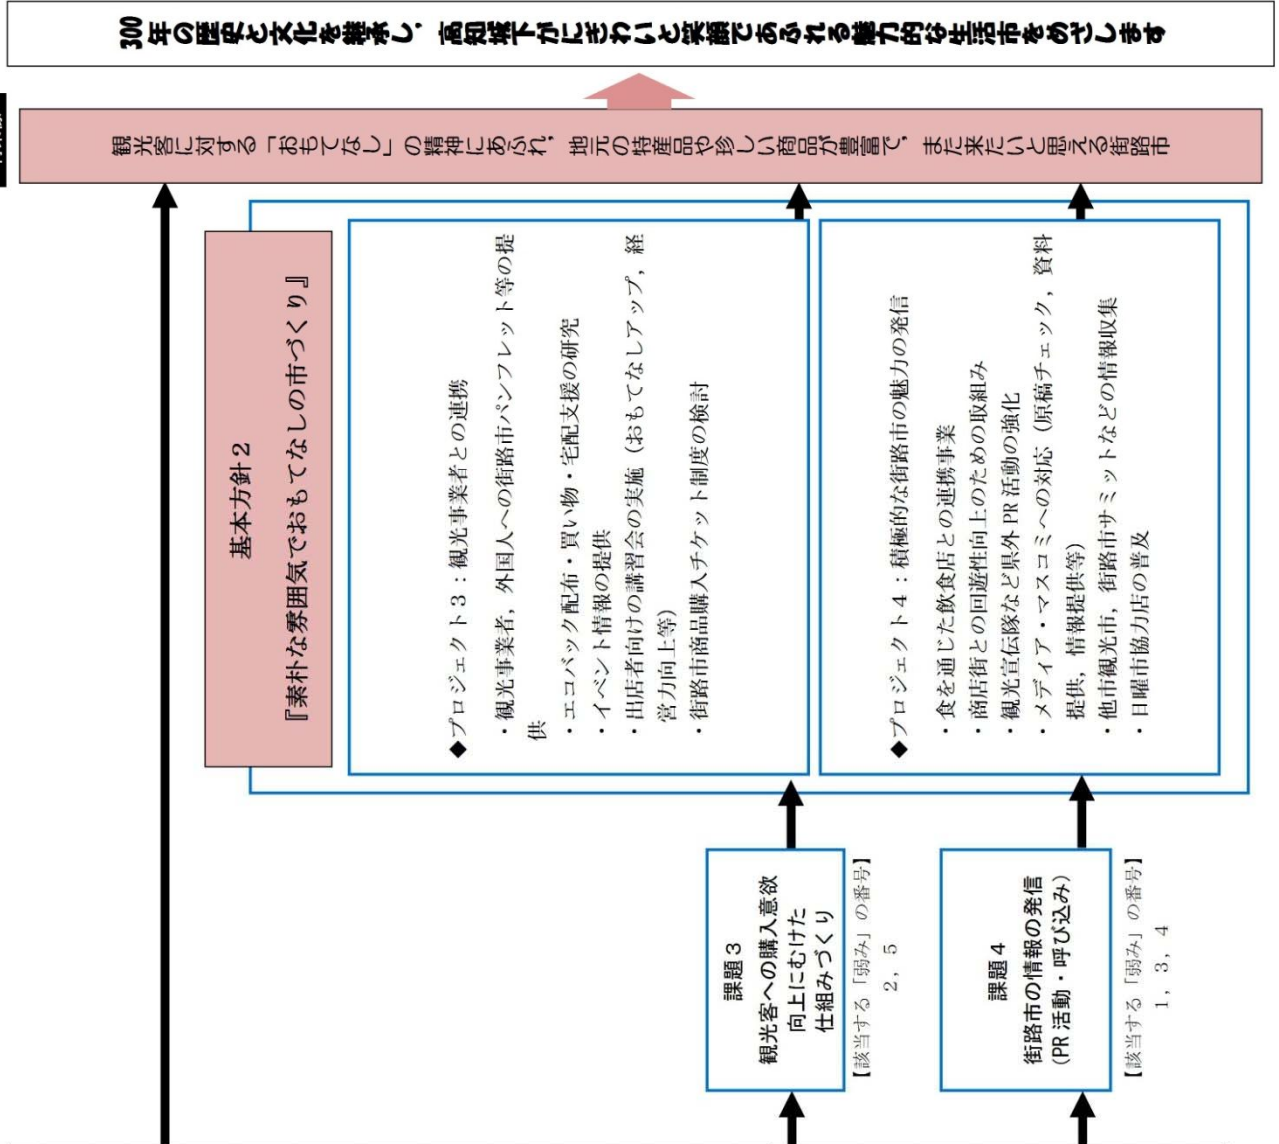 課題3
観光客への購入意欲
向上にむけた
仕組みづくり
【該当する「弱み」の番号】
2，5
課題4
街路市の情報の発信
(PR 活動・呼び込み)
【該当する「弱み」の番号】
1，3，4
基本方針2
『素朴な雰囲気でおもてなしの市づくり』
◆プロジェクト3：観光事業者との連携
・観光事業者，外国人への街路市パンフレット等の提
供
・エコバック配布・買い物・宅配支援の研究
・イベント情報の提供
・出店者向けの講習会の実施（おもてなしアップ，経
営力向上等）
・街路市商品購入チケット制度の検討
◆プロジェクト4：積極的な街路市の魅力の発信
・食を通じた飲食店との連携事業
・商店街との回遊性向上のための取組み
・観光宣伝隊など県外 PR 活動の強化
・メディア・マスコミへの対応（原稿チェック，資料
提供，情報提供等）
・他市観光市，街路市サミットなどの情報収集
・日曜市協力店の普及
観光客に対する「おもてなし」の精神にあふれ，地元の特産品や珍しい商品が豊富で，また来たいと思える街路市
300年の歴史と文化を継承し，高知城下がにぎわいと笑顔であふれる魅力的な生活市をめざします